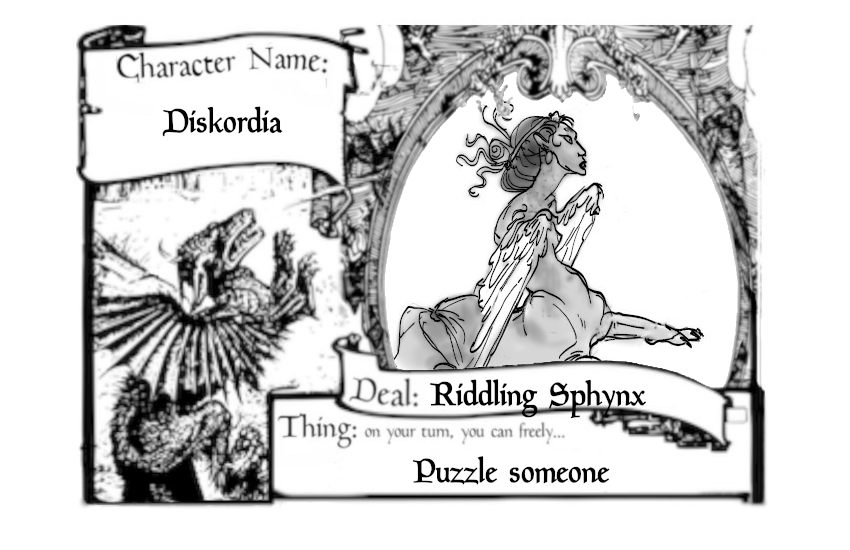 Character Name:
Diskordia
Deal: Riddling Sphynx
Thing: on your turn, you can freely...
Puzzle someone